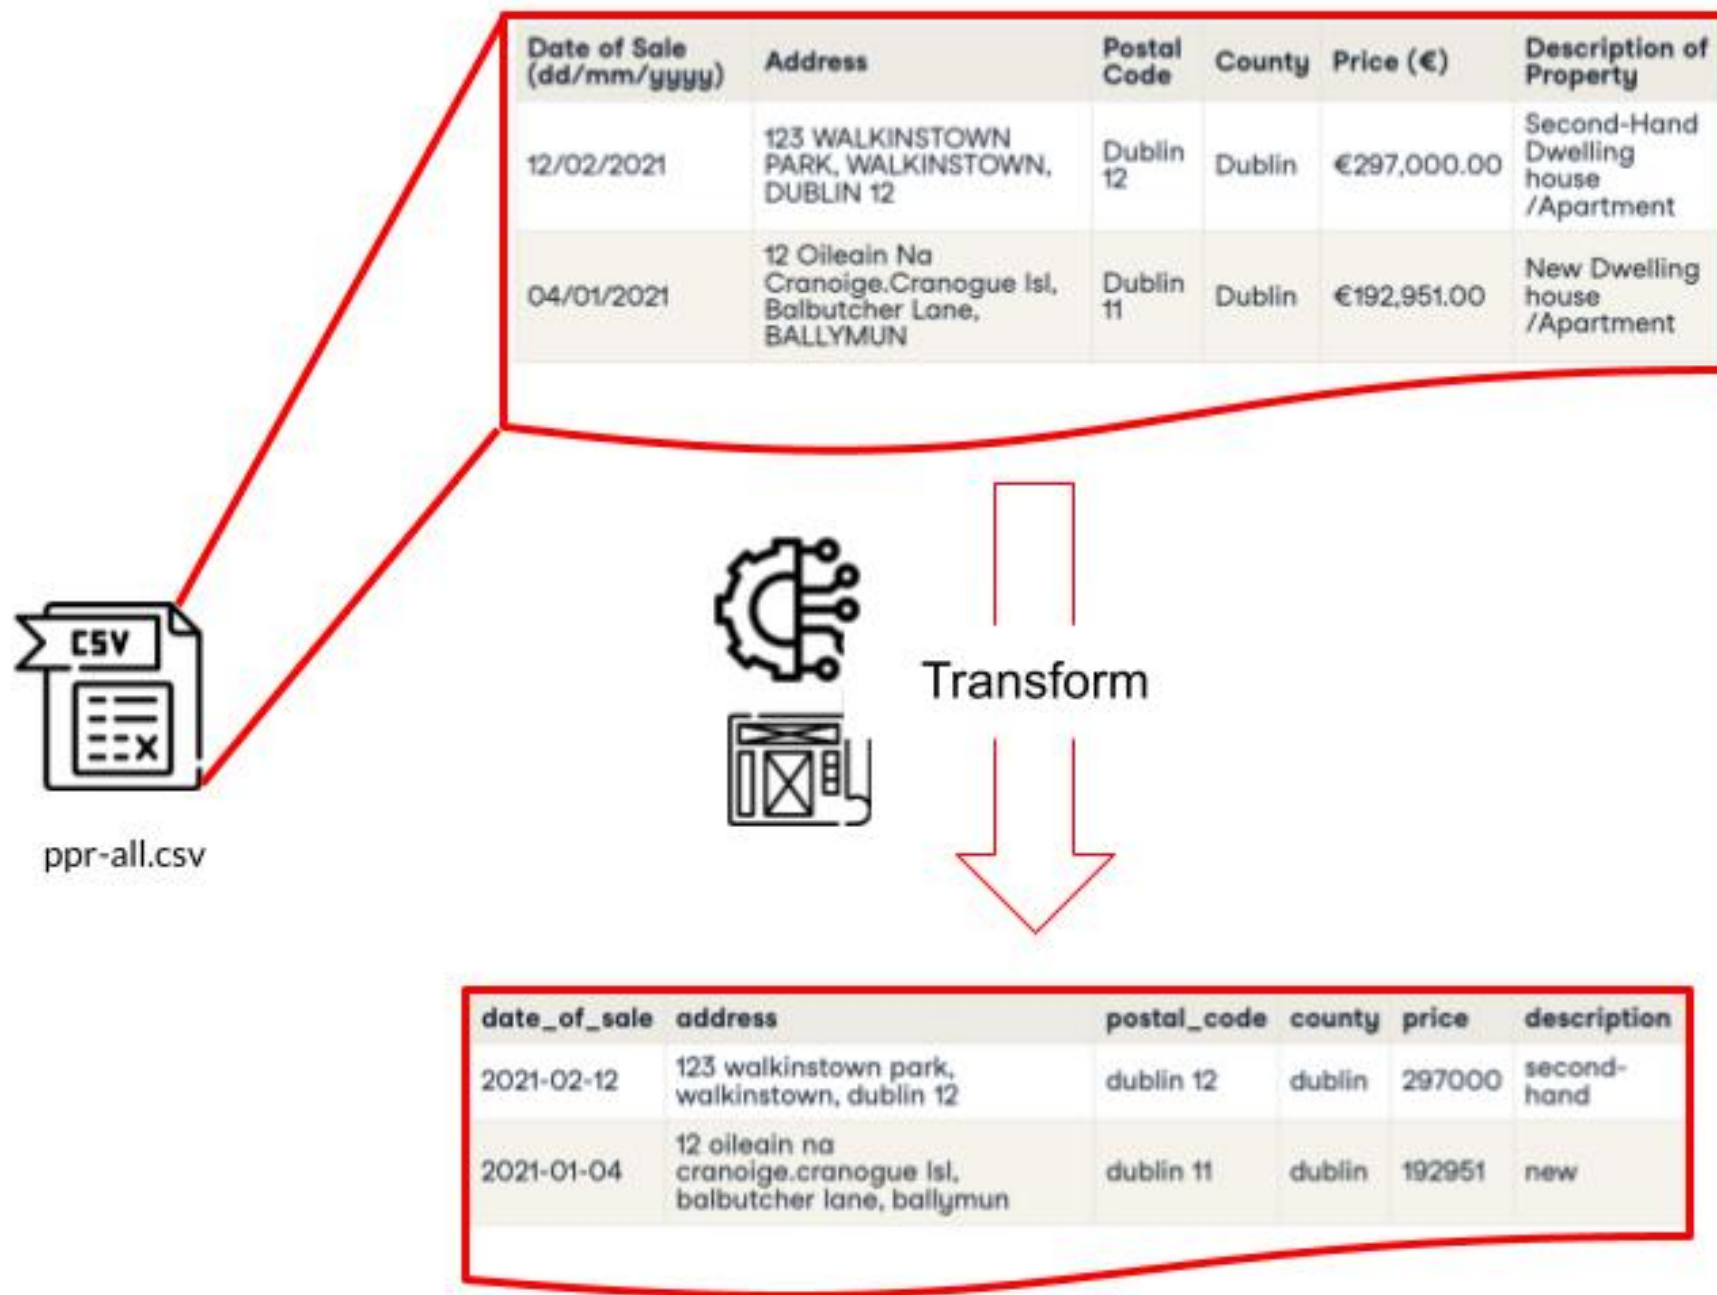 Date of Sale
(dd/mm/yyyy)
Address
Postal
Code
County
Price (€)
Description of
Property
12/02/2021
123 WALKINSTOWN
PARK, WALKINSTOWN,
DUBLIN 12
Dublin
12
Dublin
€297,000.00
Second-Hand
Dwelling
house
/Apartment
04/01/2021
12 Oileain Na
Cranoige.Cranogue Isl,
Balbutcher Lane,
BALLYMUN
Dublin
11
Dublin
€192,951.00
New Dwelling
house
/Apartment
CSV
ppr-all.csv
Transform
date_of_sale
address
postal_code
county
price
description
2021-02-12
123 walkinstown park,
walkinstown, dublin 12
dublin 12
dublin
297000
second-
hand
2021-01-04
12 oileain na
cranoige.cranogue Isl,
balbutcher lane, ballymun
dublin 11
dublin
192951
new